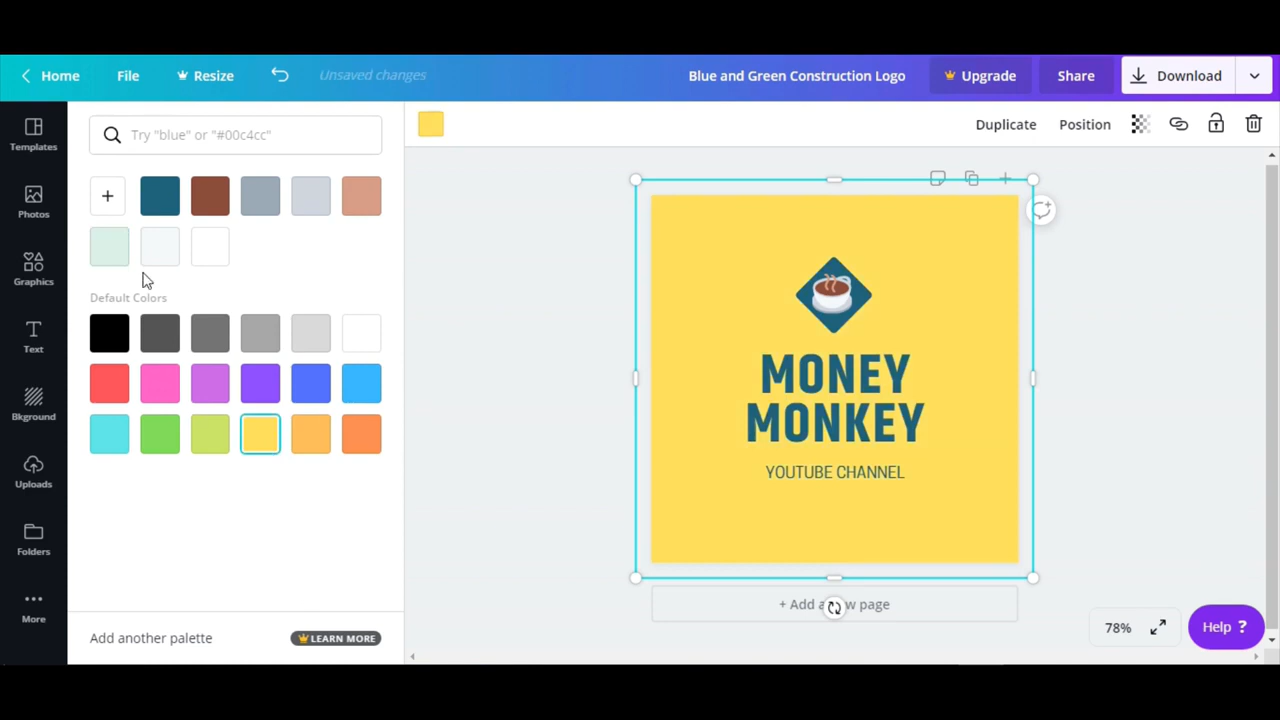 Home
File
Resize
Unsaved changes
Blue and Green Construction Logo
Upgrade
Share
Download
Templates
Photos
Graphics
Text
Bkground
Uploads
Folders
More
Try "blue" or "#00c4cc"
Default Colors
Add another palette
LEARN MORE
Duplicate
Position
MONEY
MONKEY
YOUTUBE CHANNEL
+ Add a w page
78%
Help ?